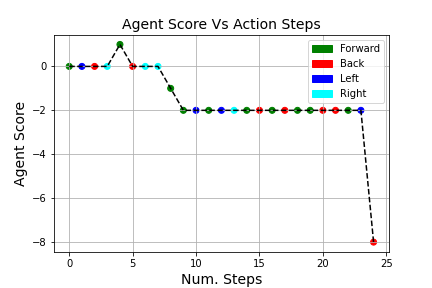 Agent Score Vs Action Steps
Agent Score
0
−2
−4
−6
−8
Forward
Back
Left
Right
0 5 10 15 20 25
Num. Steps